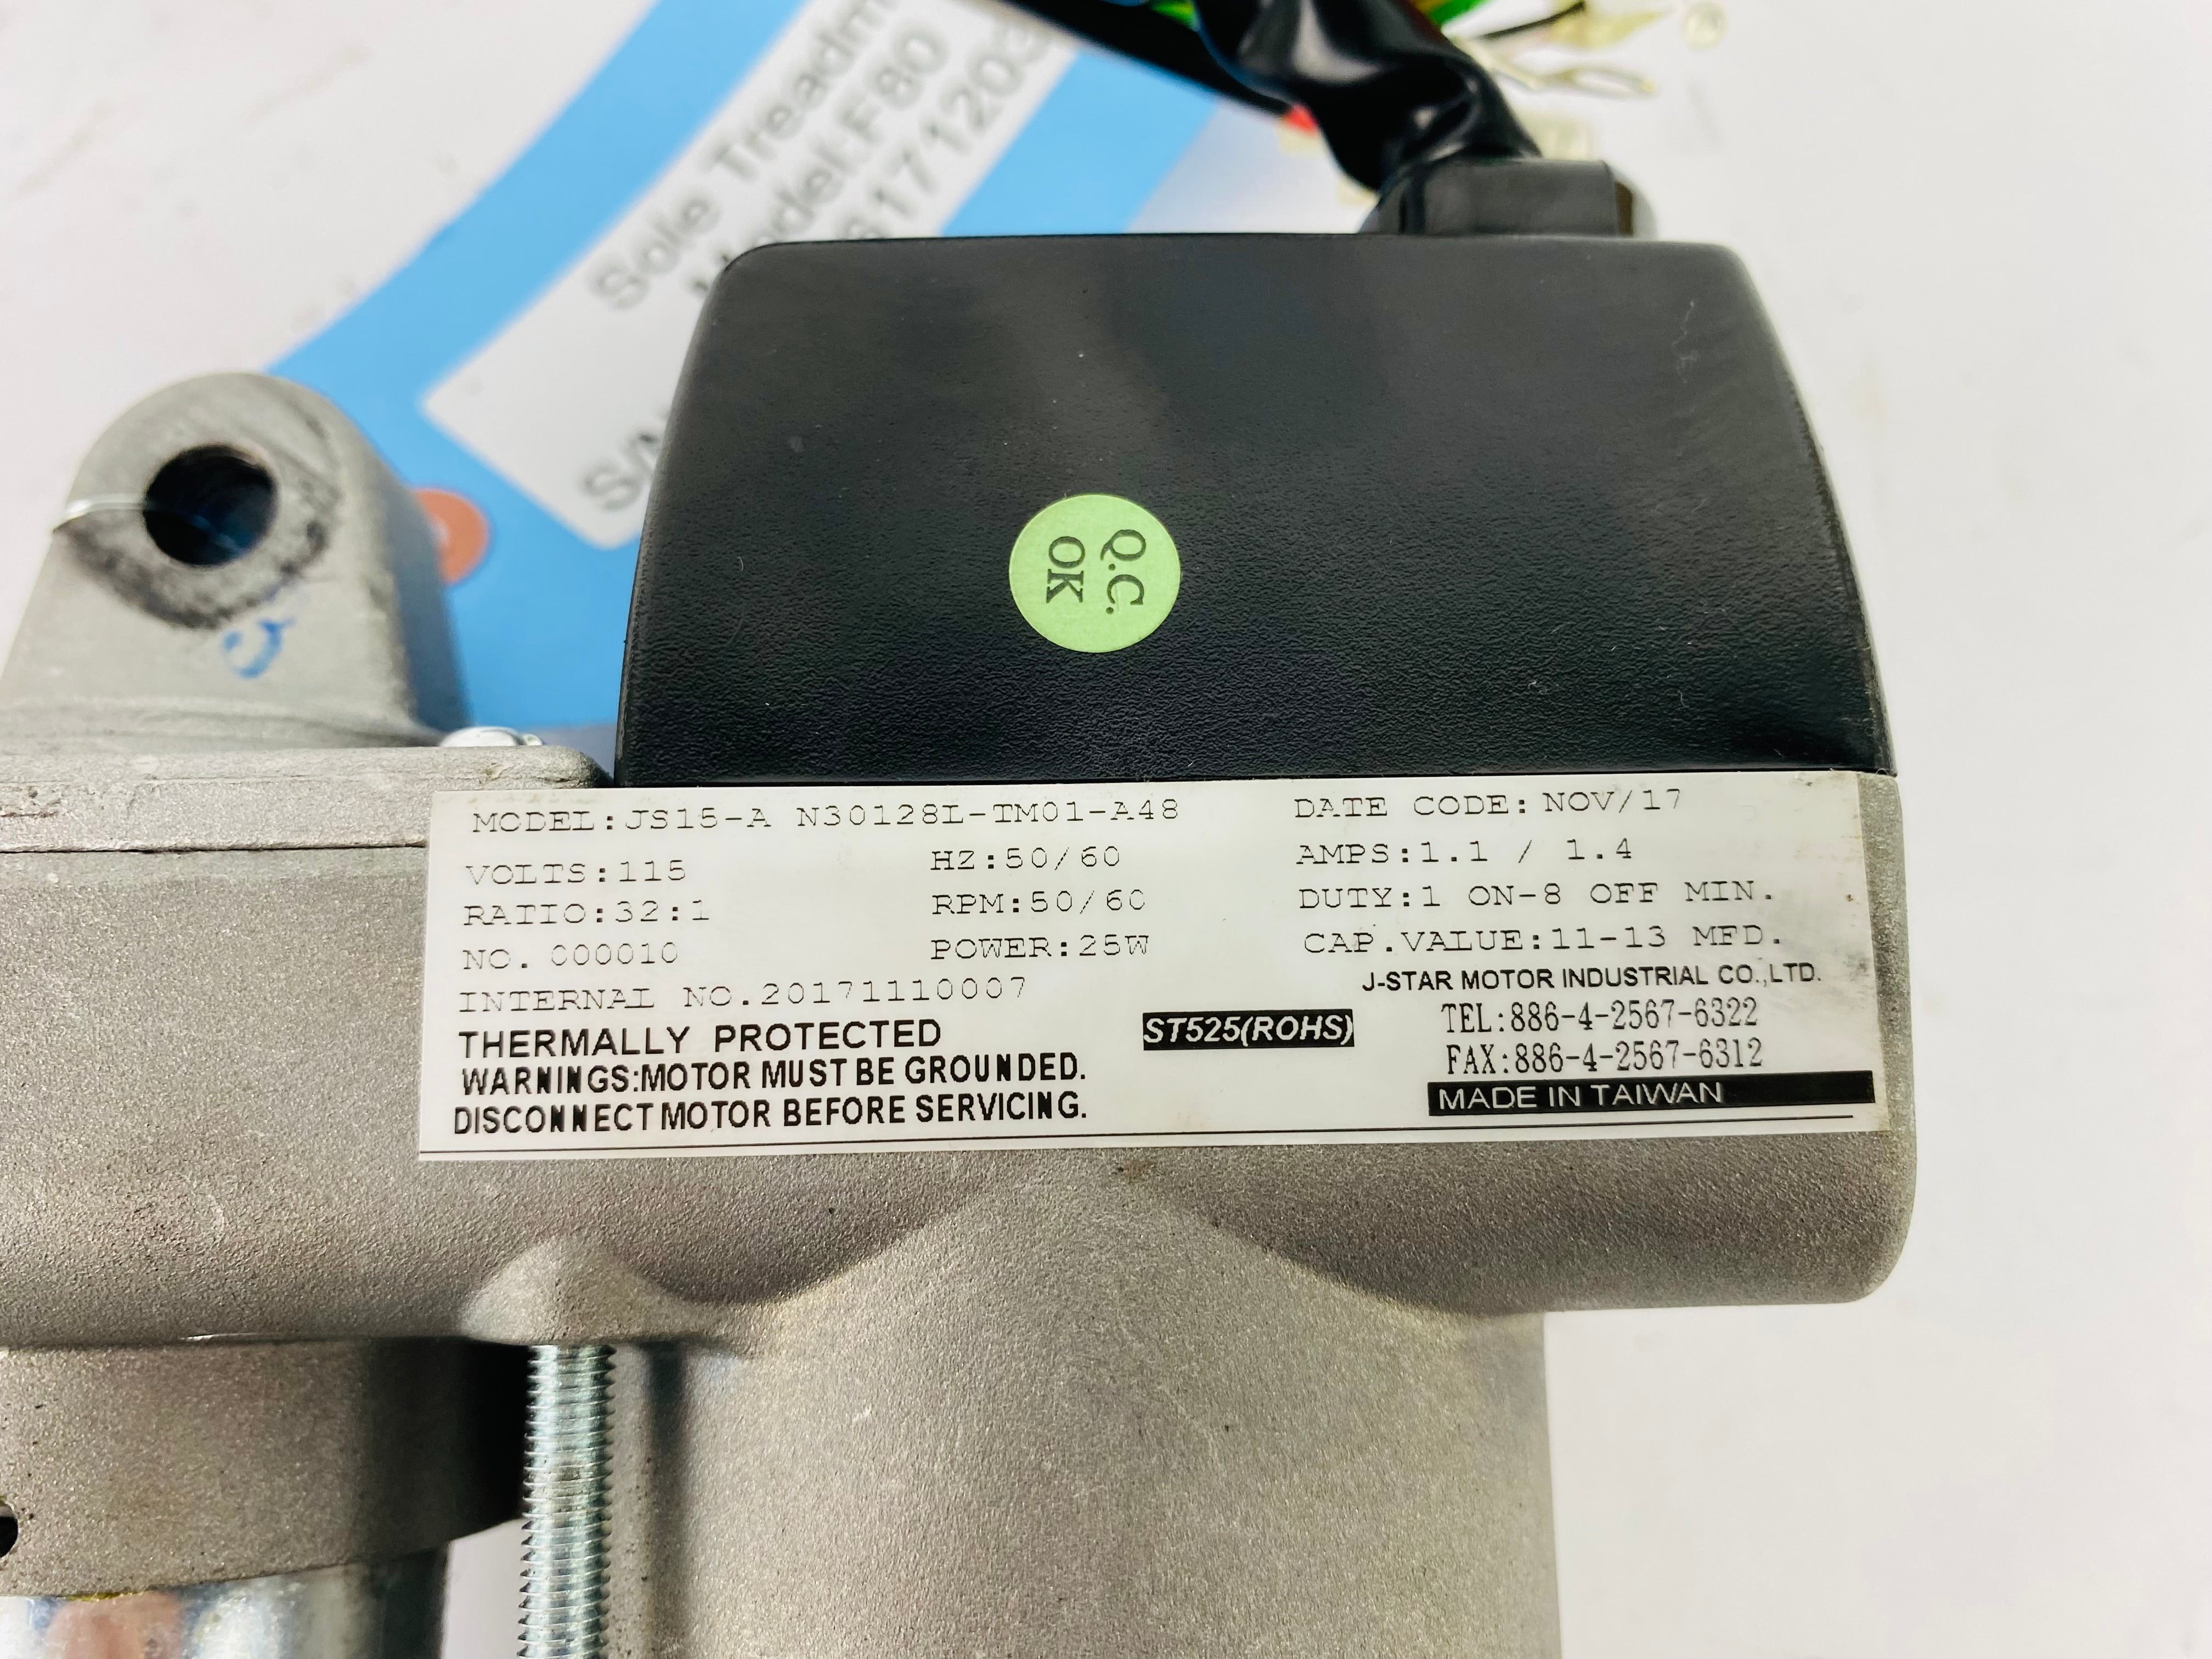 Sole Treadm
Model:F80
S/N
171203
Q.C.
OK
MODEL:JS15-A N30128L-TM01-A48
DATE CODE:NOV/17
VOLTS:115
HZ:50/60
AMPS:1.1 / 1.4
RATIO:32:1
RPM:50/60
DUTY:1 ON-8 OFF MIN.
NO.000010
POWER:25W
CAP.VALUE:11-13 MFD.
INTERNAL NO.20171110007
J-STAR MOTOR INDUSTRIAL CO.,LTD.
THERMALLY PROTECTED
ST525(ROHS)
TEL:886-4-2567-6322
WARNINGS:MOTOR MUST BE GROUNDED.
FAX:886-4-2567-6312
DISCONNECT MOTOR BEFORE SERVICING.
MADE IN TAIWAN